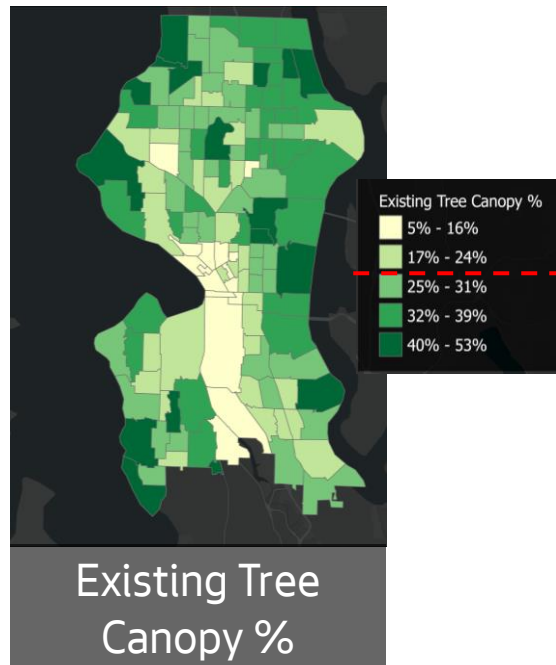 Existing Tree Canopy %
5% - 16%
17% - 24%
25% - 31%
32% - 39%
40% - 53%
Existing Tree
Canopy %